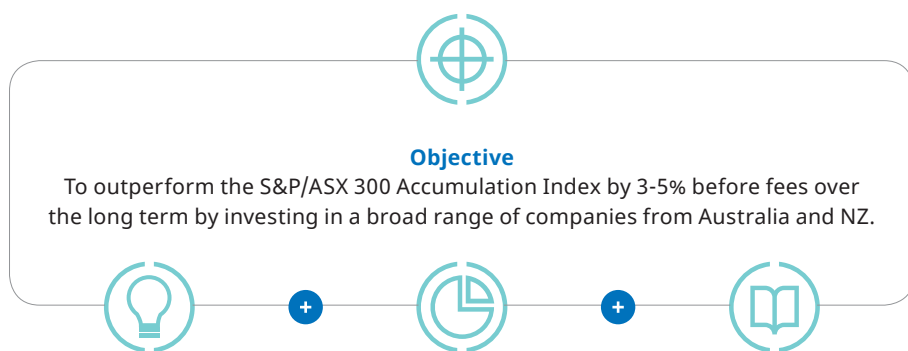 Objective
To outperform the S&P/ASX 300 Accumulation Index by 3-5% before fees over
the long term by investing in a broad range of companies from Australia and NZ.
+ +